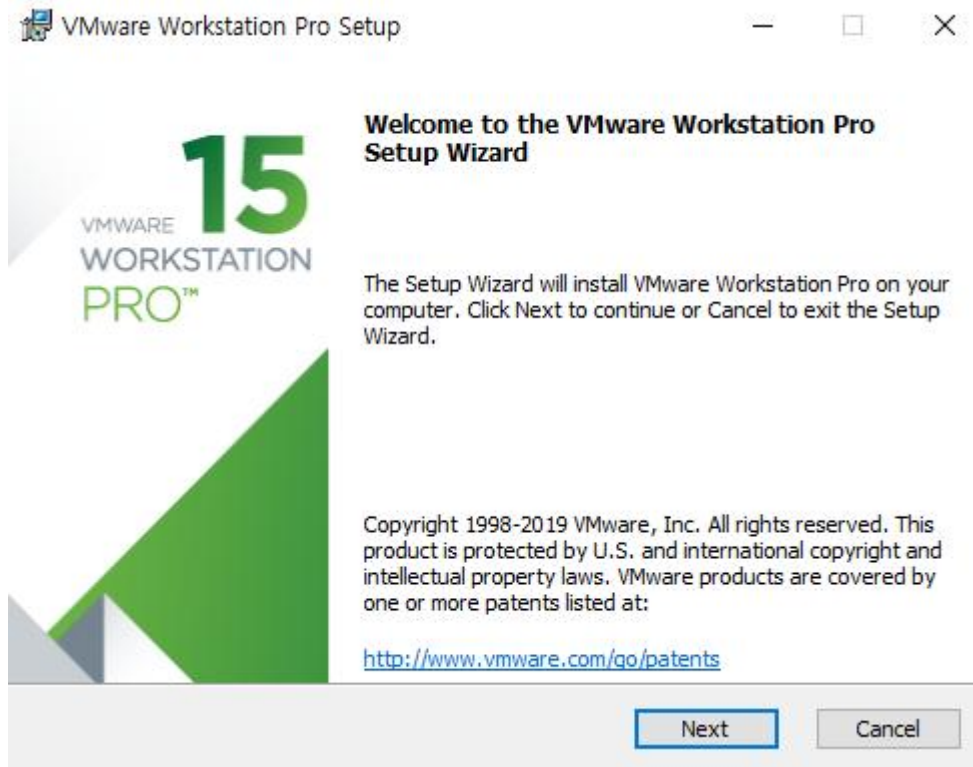 VMware Workstation Pro Setup
15
VMWARE
WORKSTATION
PRO™
Welcome to the VMware Workstation Pro
Setup Wizard
The Setup Wizard will install VMware Workstation Pro on your
computer. Click Next to continue or Cancel to exit the Setup
Wizard.
Copyright 1998-2019 VMware, Inc. All rights reserved. This
product is protected by U.S. and international copyright and
intellectual property laws. VMware products are covered by
one or more patents listed at:
http://www.vmware.com/go/patents
Next
Cancel